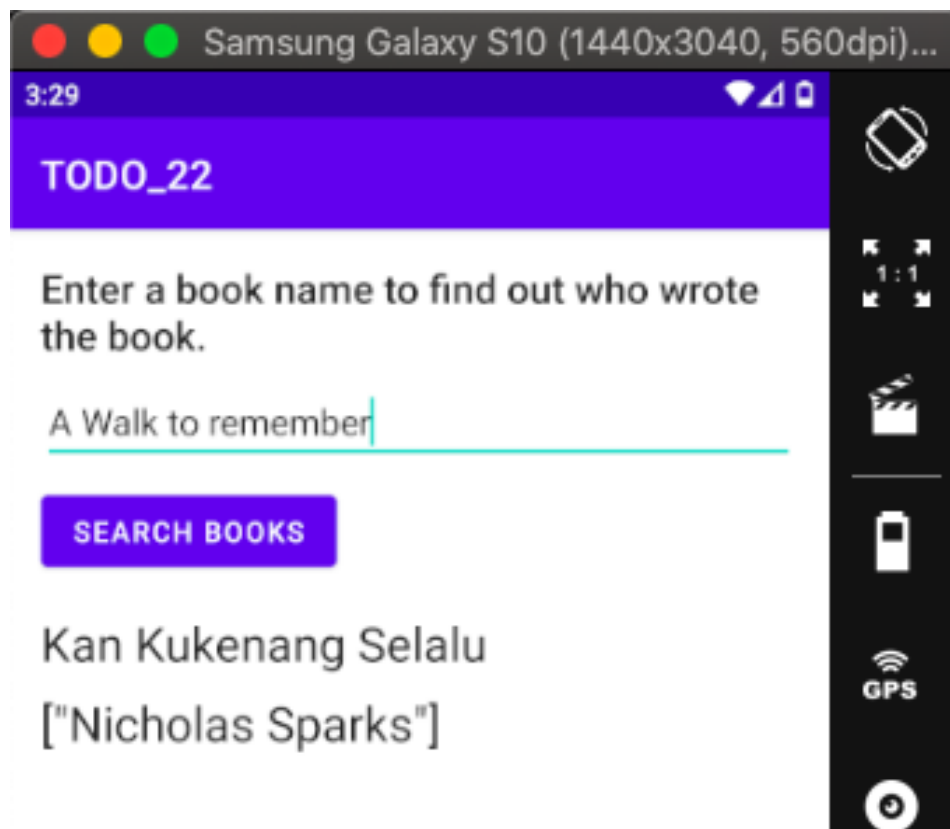 Samsung Galaxy S10 (1440x3040, 560dpi)...
3:29
TODO_22
Enter a book name to find out who wrote
the book.
A Walk to remember
SEARCH BOOKS
Kan Kukenang Selalu
["Nicholas Sparks"]
1:1
GPS